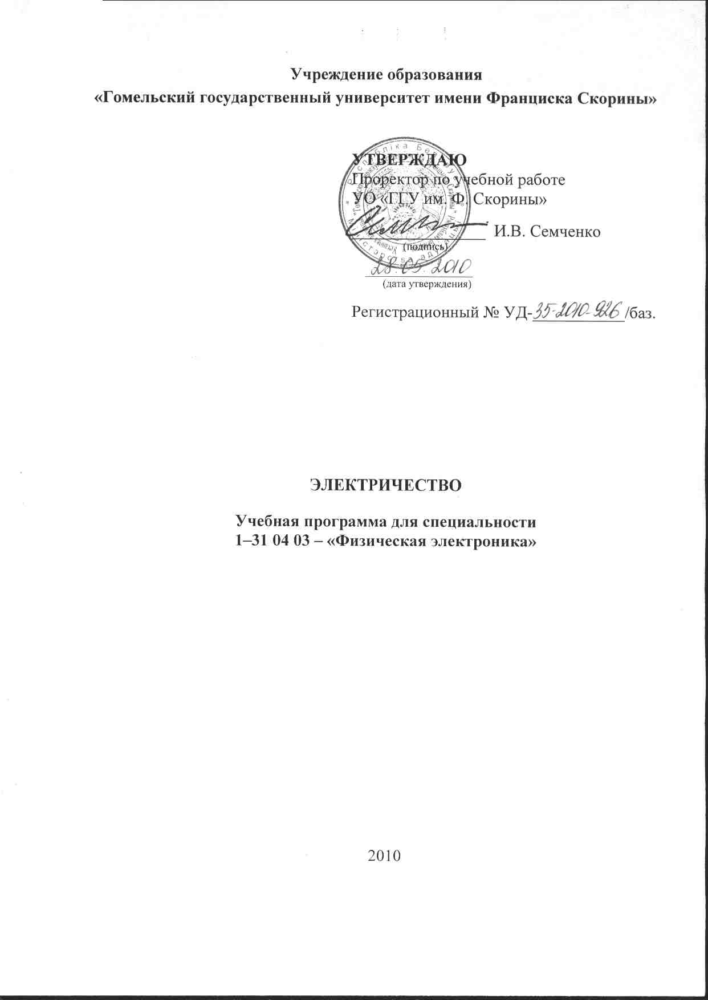 Учреждение образования
«Гомельский государственный университет имени Франциска Скорины»
УТВЕРЖДАЮ
Проректор по учебной работе
УО «ГГУ им. Ф. Скорины»
И.В. Семченко
(подпись)
28.05.2010
(дата утверждения)
Регистрационный № УД-35-2010-926/баз.
ЭЛЕКТРИЧЕСТВО
Учебная программа для специальности
1–31 04 03 – «Физическая электроника»
2010